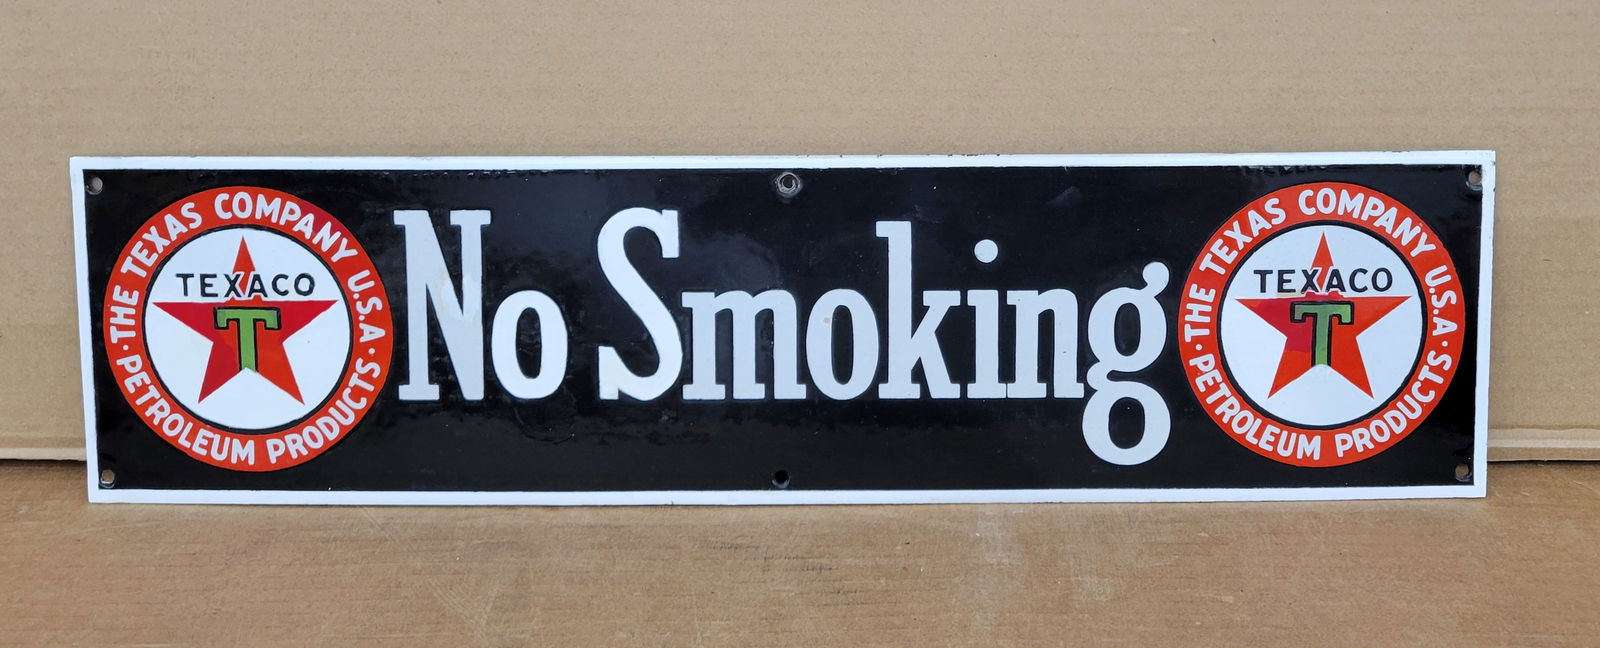 THE TEXAS COMPANY U.S.A.
TEXACO
T
PETROLEUM PRODUCTS
No Smoking
THE TEXAS COMPANY U.S.A.
TEXACO
T
PETROLEUM PRODUCTS